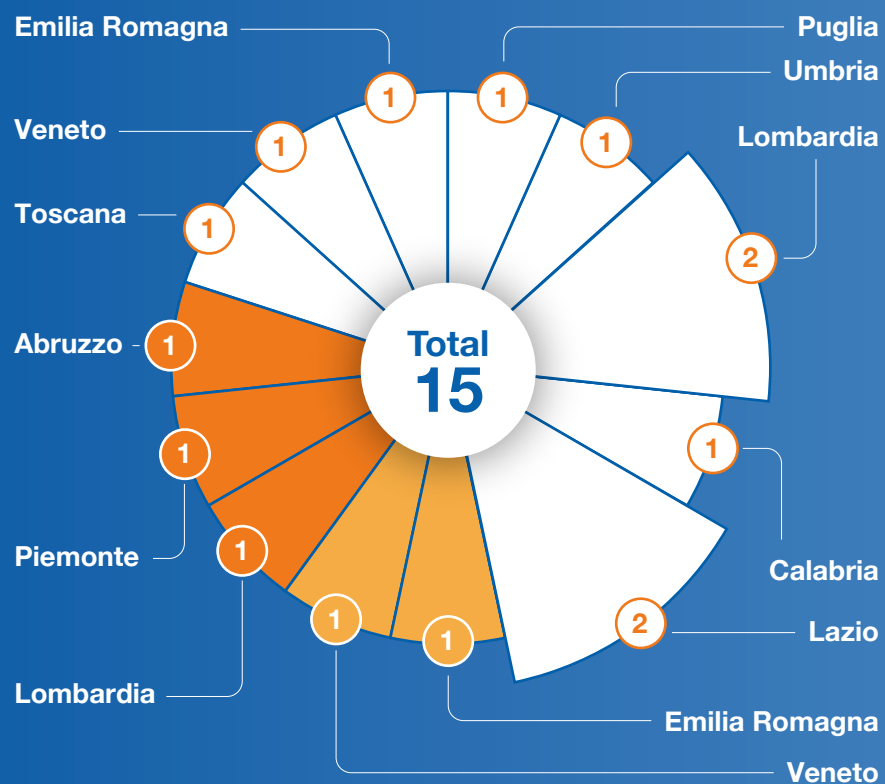 Emilia Romagna
Puglia
Umbria
Veneto
Lombardia
Toscana
Abruzzo
Piemonte
Calabria
Lazio
Lombardia
Emilia Romagna
Veneto
1
1
1
1
1
2
1
1
1
1
2
1
1
Total
15